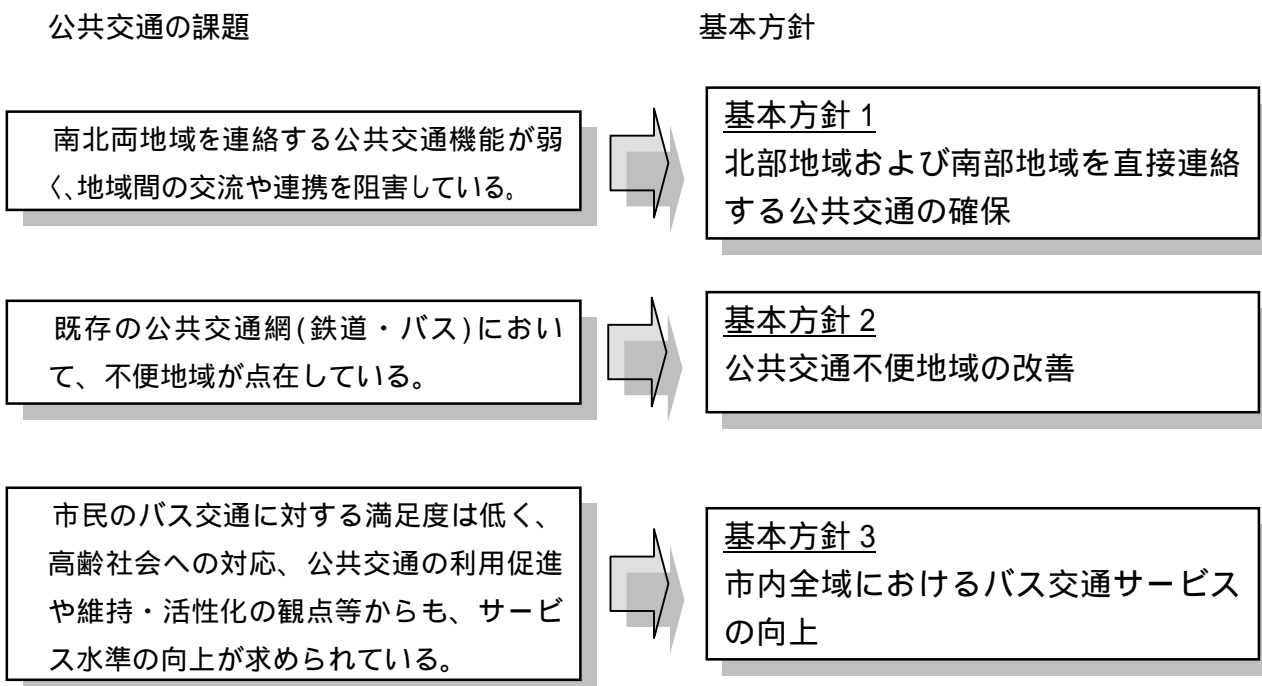 公共交通の課題
基本方針
南北両地域を連絡する公共交通機能が弱
く、地域間の交流や連携を阻害している。
基本方針1
北部地域および南部地域を直接連絡
する公共交通の確保
既存の公共交通網(鉄道・バス)におい
て、不便地域が点在している。
基本方針2
公共交通不便地域の改善
市民のバス交通に対する満足度は低く、
高齢社会への対応、公共交通の利用促進
や維持・活性化の観点等からも、サービ
ス水準の向上が求められている。
基本方針3
市内全域におけるバス交通サービス
の向上